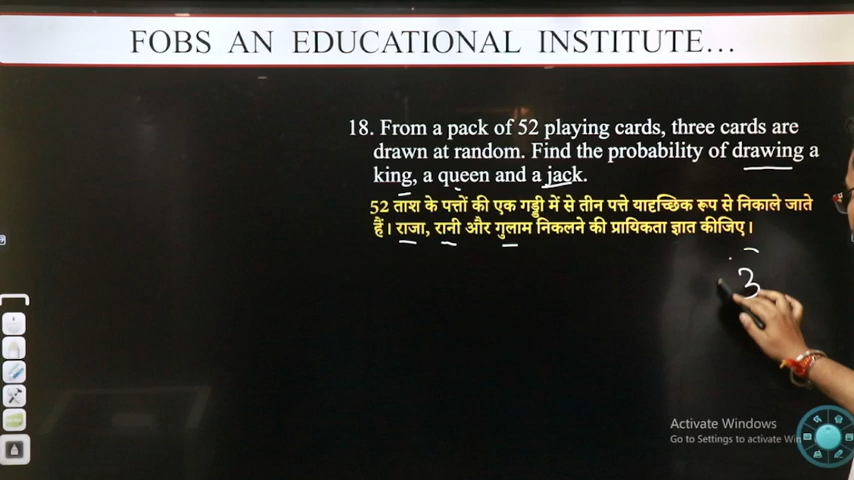 FOBS AN EDUCATIONAL INSTITUTE...
18. From a pack of 52 playing cards, three cards are
drawn at random. Find the probability of drawing a
king, a queen and a jack.
52 ताश के पत्तों की एक गड्डी में से तीन पत्ते यादृच्छिक रूप से निकाले जाते
हैं। राजा, रानी और गुलाम निकलने की प्रायिकता ज्ञात कीजिए।
3
Activate Windows
Go to Settings to activate Win